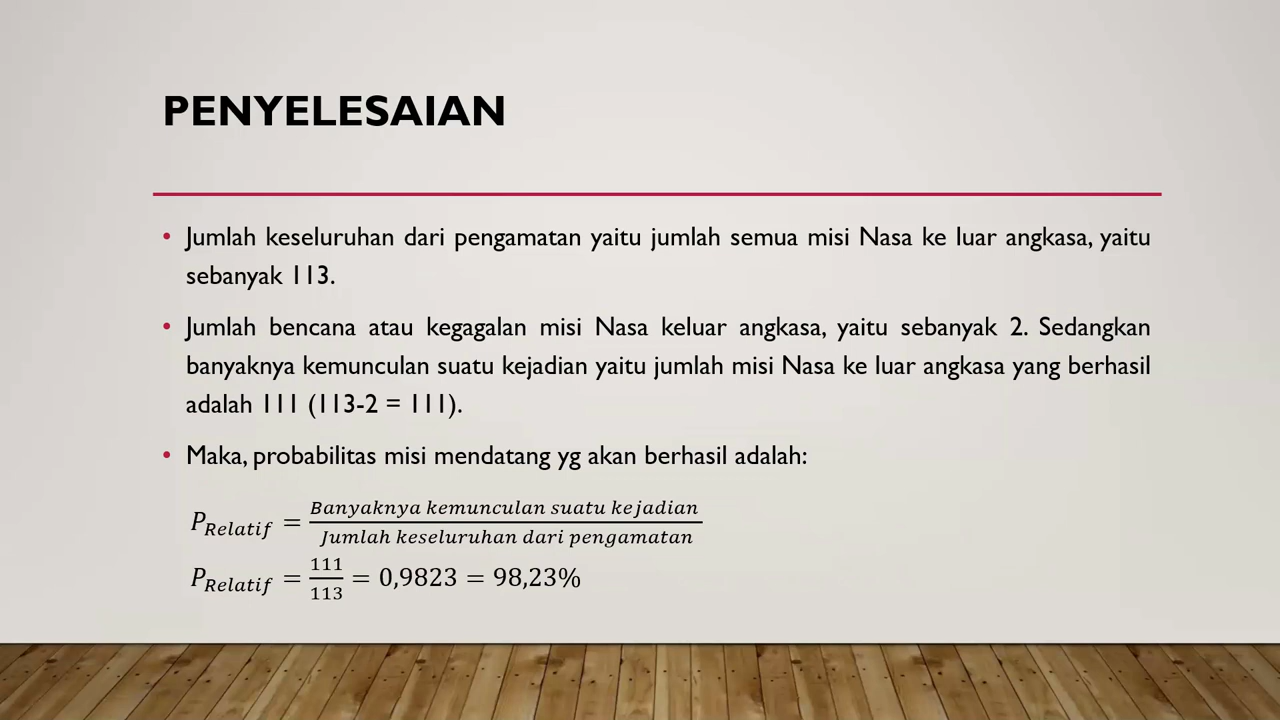 PENYELESAIAN
• Jumlah keseluruhan dari pengamatan yaitu jumlah semua misi Nasa ke luar angkasa, yaitu
sebanyak 113.
• Jumlah bencana atau kegagalan misi Nasa keluar angkasa, yaitu sebanyak 2. Sedangkan
banyaknya kemunculan suatu kejadian yaitu jumlah misi Nasa ke luar angkasa yang berhasil
adalah 111 (113-2 = 111).
• Maka, probabilitas misi mendatang yg akan berhasil adalah:
P_Relatif = Banyaknya kemunculan suatu kejadian / Jumlah keseluruhan dari pengamatan
P_Relatif = 111/113 = 0,9823 = 98,23%